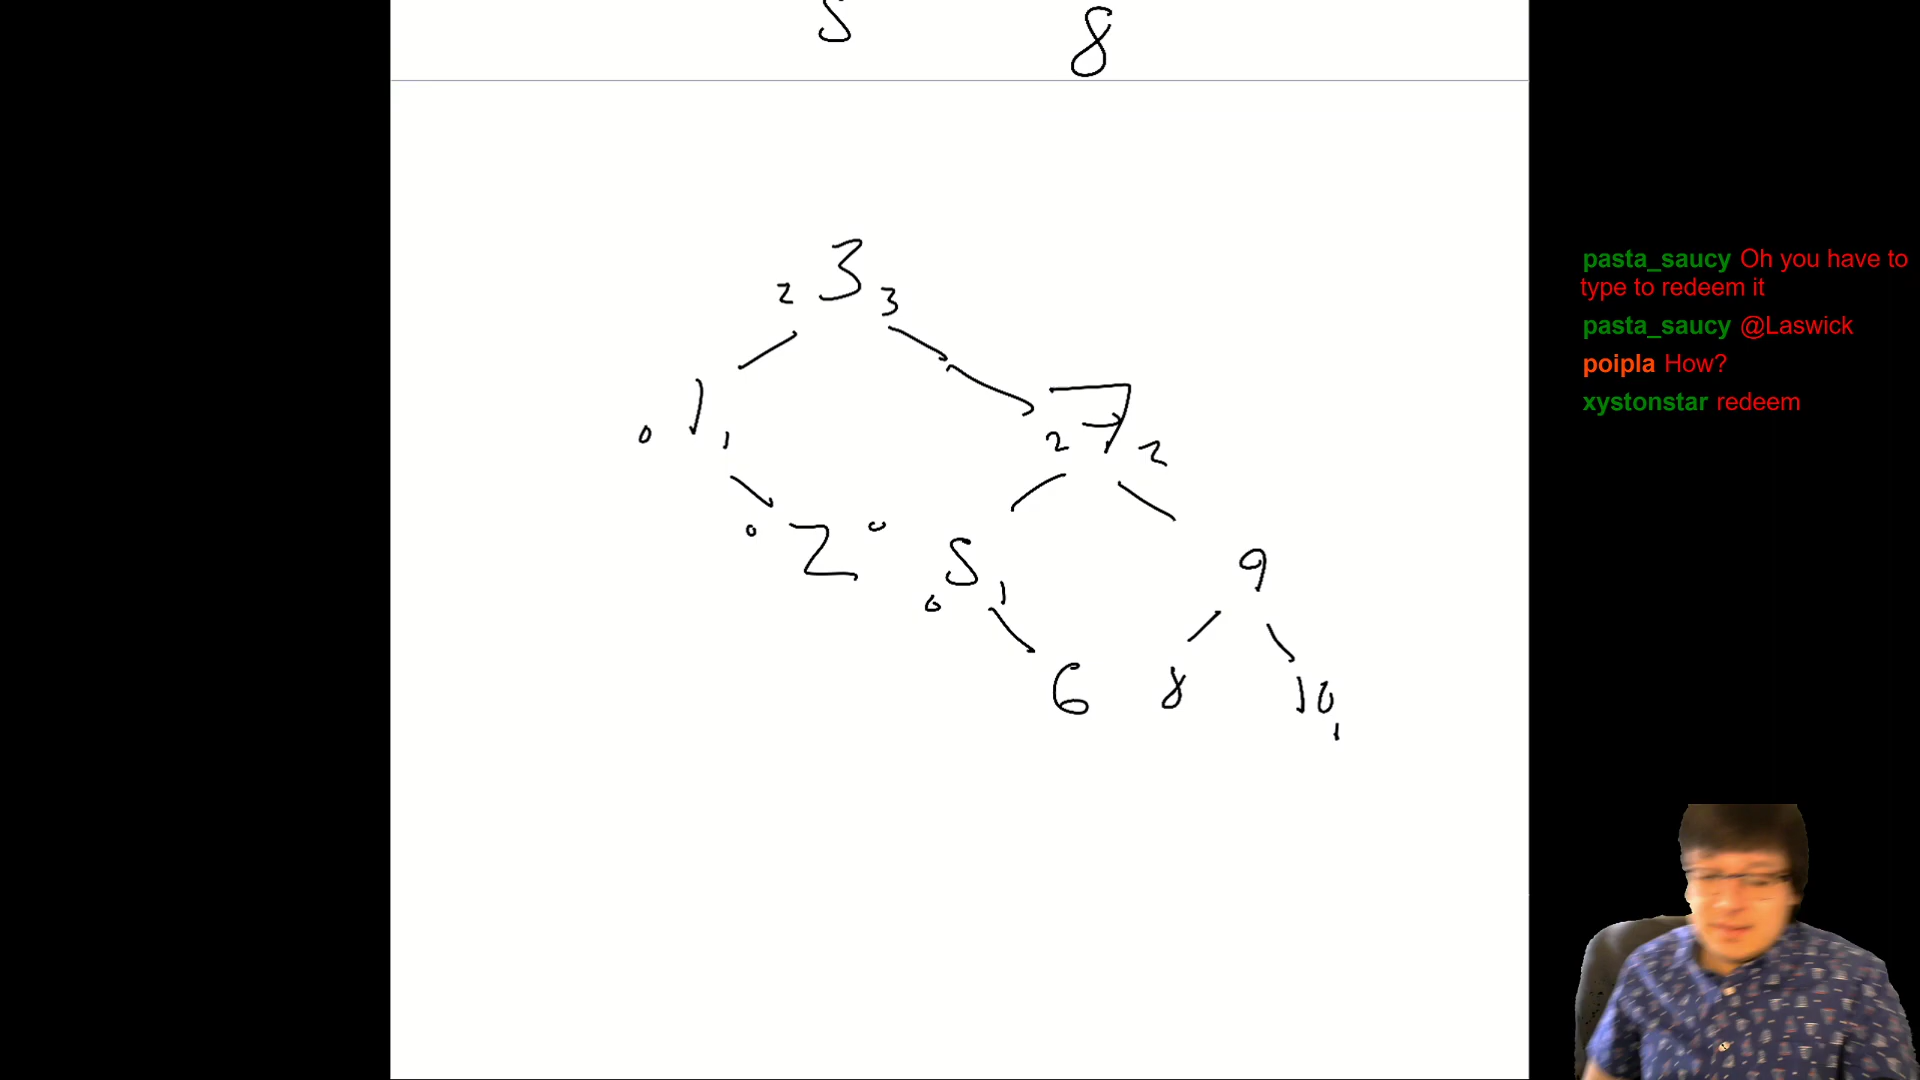 5 8
2 3 3
0 1 1
2 7 2
0 2 0
5
0 1
9
6 8 10
1
pasta_saucy Oh you have to
type to redeem it
pasta_saucy @Laswick
poipla How?
xystonstar redeem